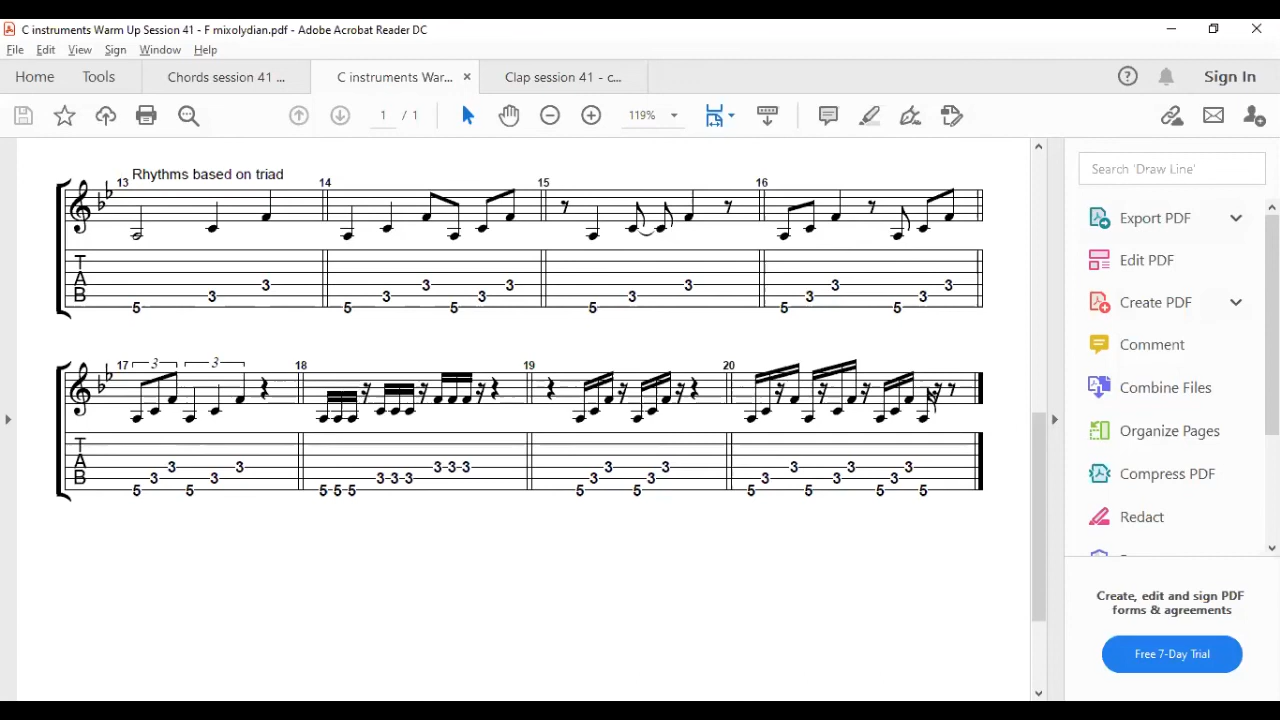 C instruments Warm Up Session 41 - F mixolydian.pdf - Adobe Acrobat Reader DC
File Edit View Sign Window Help
Home Tools Chords session 41 ... C instruments War... × Clap session 41 - c... Sign In
1 / 1 119%
Search 'Draw Line'
Export PDF
Edit PDF
Create PDF
Comment
Combine Files
Organize Pages
Compress PDF
Redact
Create, edit and sign PDF
forms & agreements
Free 7-Day Trial
Rhythms based on triad
13 14 15 16
T
A
B
5 3 3 5 3 3 5 3 3 5 3 3 5 3 3 5 3 3
17 3 3 18 19 20
T
A
B
5 3 3 5 3 3 5 5 5 3 3 3 3 3 3 5 3 3 5 3 3 5 3 3 5 3 3 5 3 3 5